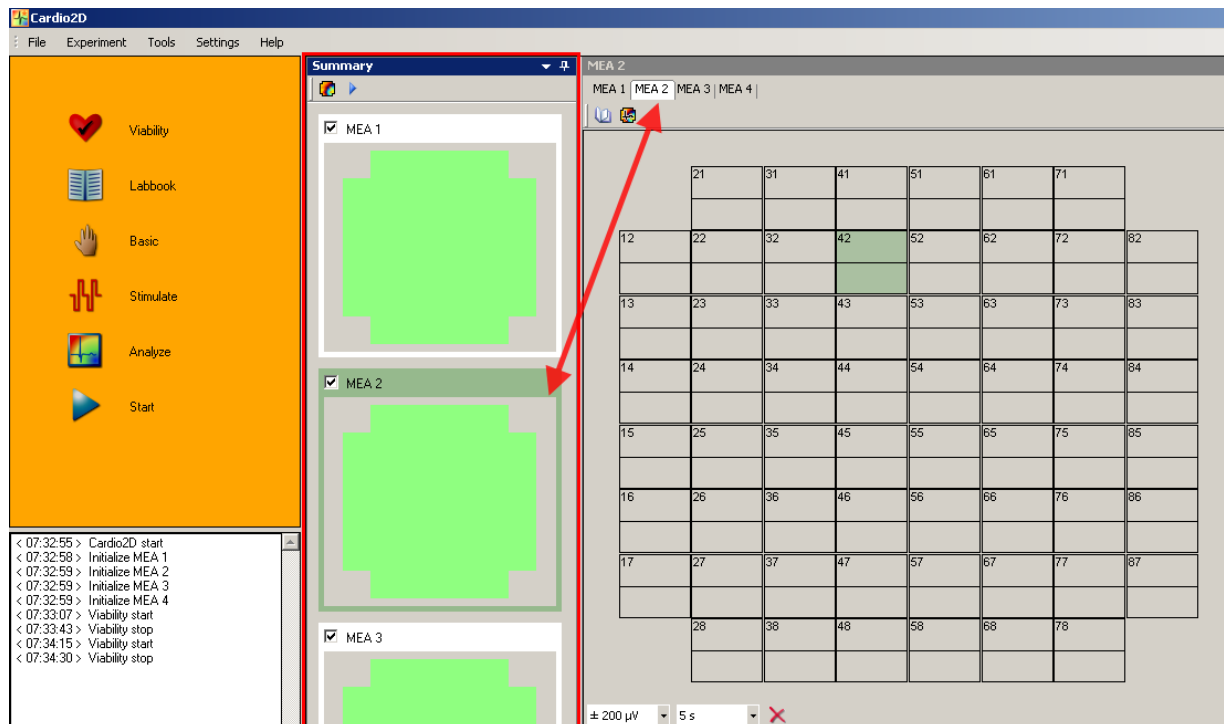 Cardio2D
File Experiment Tools Settings Help
Viability
Labbook
Basic
Stimulate
Analyze
Start
< 07:32:55 > Cardio2D start
< 07:32:58 > Initialize MEA 1
< 07:32:59 > Initialize MEA 2
< 07:32:59 > Initialize MEA 3
< 07:32:59 > Initialize MEA 4
< 07:33:07 > Viability start
< 07:33:43 > Viability stop
< 07:34:15 > Viability start
< 07:34:30 > Viability stop
Summary
MEA 1
MEA 2
MEA 3
MEA 2
MEA 1 | MEA 2 | MEA 3 | MEA 4 |
21 31 41 51 61 71
12 22 32 42 52 62 72 82
13 23 33 43 53 63 73 83
14 24 34 44 54 64 74 84
15 25 35 45 55 65 75 85
16 26 36 46 56 66 76 86
17 27 37 47 57 67 77 87
28 38 48 58 68 78
± 200 µV 5 s